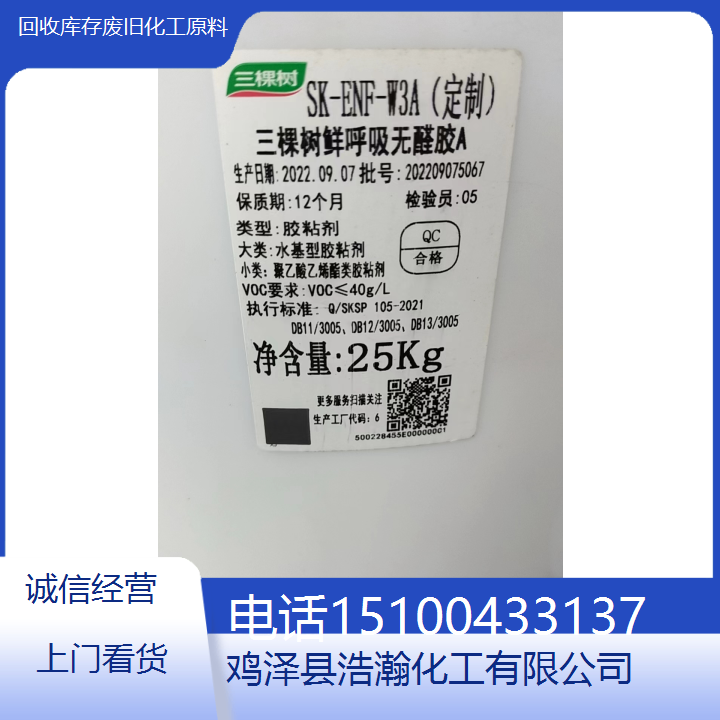 回收库存废旧化工原料
三棵树
SK-ENF-W3A(定制)
三棵树鲜呼吸无醛胶A
生产日期:2022.09.07 批号:202209075067
保质期:12个月 检验员:05
类型:胶粘剂
QC
合格
大类:水基型胶粘剂
小类:聚乙酸乙烯酯类胶粘剂
VOC要求:VOC≤40g/L
执行标准: Q/SKSP 105-2021
DB11/3005、DB12/3005、DB13/3005
净含量:25Kg
更多服务扫描关注
生产工厂代码:6
500228455E00000001
诚信经营
上门看货
电话15100433137
鸡泽县浩瀚化工有限公司